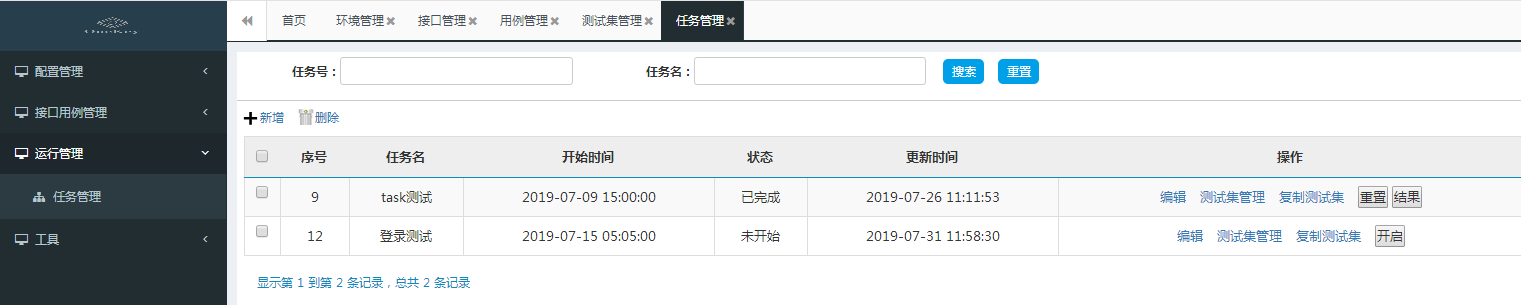 首页 环境管理 接口管理 用例管理 测试集管理 任务管理
配置管理
接口用例管理
运行管理
任务管理
工具
任务号： 任务名： 搜索 重置
新增 删除
序号 任务名 开始时间 状态 更新时间 操作
9 task测试 2019-07-09 15:00:00 已完成 2019-07-26 11:11:53 编辑 测试集管理 复制测试集 重置 结果
12 登录测试 2019-07-15 05:05:00 未开始 2019-07-31 11:58:30 编辑 测试集管理 复制测试集 开启
显示第 1 到第 2 条记录，总共 2 条记录